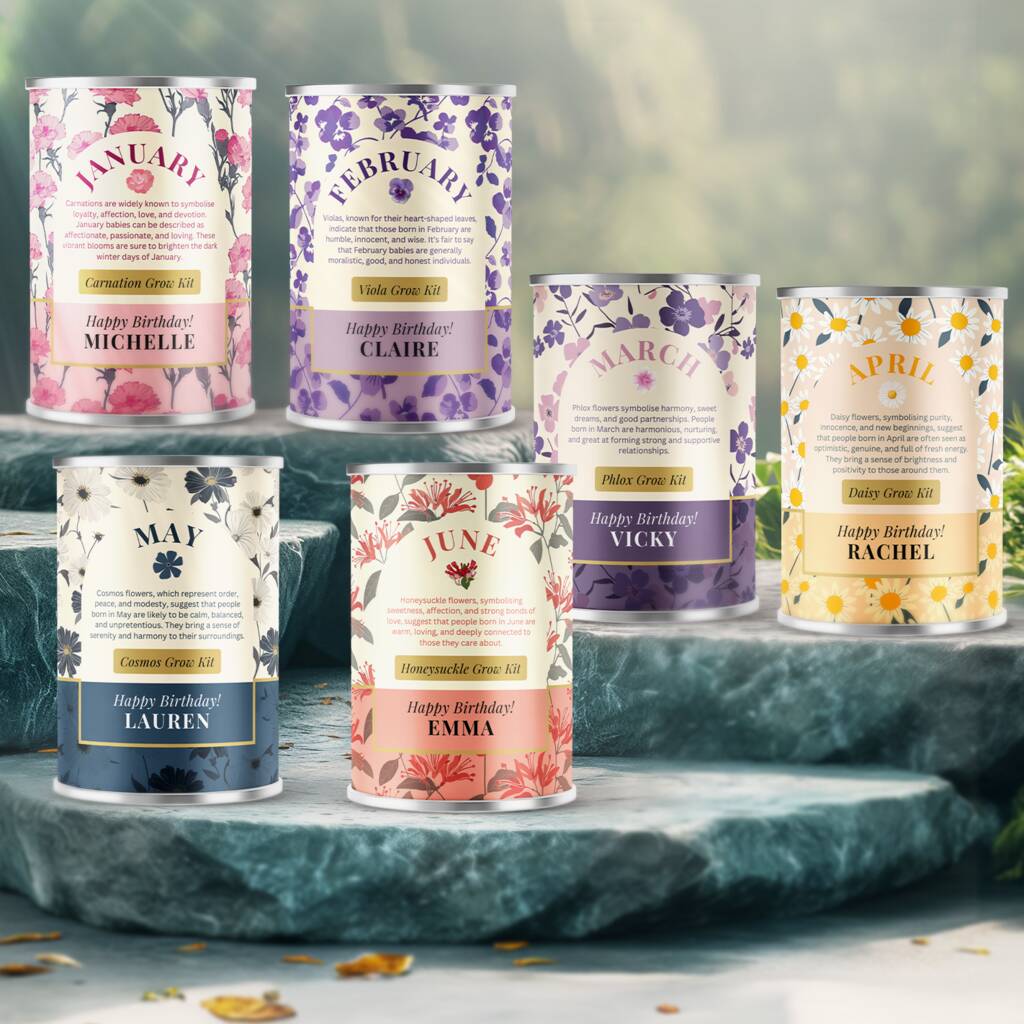 JANUARY
Carnations are widely known to symbolise
loyalty, affection, love, and devotion.
January babies can be described as
affectionate, passionate, and loving. These
vibrant blooms are sure to brighten the dark
winter days of January.
Carnation Grow Kit
Happy Birthday!
MICHELLE
FEBRUARY
Violas, known for their heart-shaped leaves,
indicate that those born in February are
humble, innocent, and wise. It's fair to say
that February babies are generally
moralistic, good, and honest individuals.
Viola Grow Kit
Happy Birthday!
CLAIRE
MARCH
Phlox flowers symbolise harmony, sweet
dreams, and good partnerships. People
born in March are harmonious, nurturing,
and great at forming strong and supportive
relationships.
Phlox Grow Kit
Happy Birthday!
VICKY
APRIL
Daisy flowers, symbolising purity,
innocence, and new beginnings, suggest
that people born in April are often seen as
optimistic, genuine, and full of fresh energy.
They bring a sense of brightness and
positivity to those around them.
Daisy Grow Kit
Happy Birthday!
RACHEL
MAY
Cosmos flowers, which represent order,
peace, and modesty, suggest that people
born in May are likely to be calm, balanced,
and unpretentious. They bring a sense of
serenity and harmony to their surroundings.
Cosmos Grow Kit
Happy Birthday!
LAUREN
JUNE
Honeysuckle flowers, symbolising
sweetness, affection, and strong bonds of
love, suggest that people born in June are
warm, loving, and deeply connected to
those they care about.
Honeysuckle Grow Kit
Happy Birthday!
EMMA